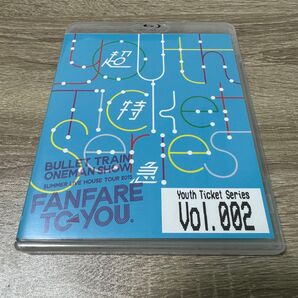 Youth
超
Ticket
特
Series
急
BULLET TRAIN
ONEMAN SHOW
SUMMER LIVE HOUSE TOUR 2015
FANFARE
TO YOU.
Youth Ticket Series
Vol.002